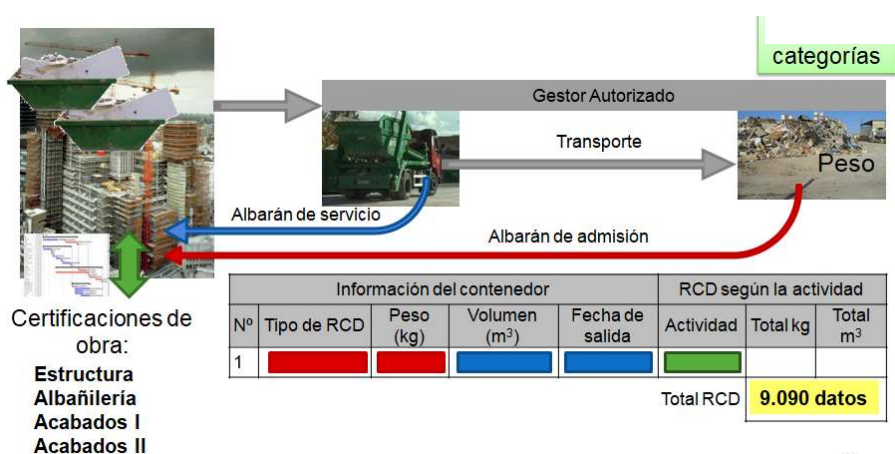 categorías
Gestor Autorizado
Transporte
Peso
Albarán de servicio
Albarán de admisión
Certificaciones de
obra:
Estructura
Albañilería
Acabados I
Acabados II
Información del contenedor
RCD según la actividad
Nº
Tipo de RCD
Peso
(kg)
Volumen
(m³)
Fecha de
salida
Actividad
Total kg
Total
m³
1
Total RCD
9.090 datos